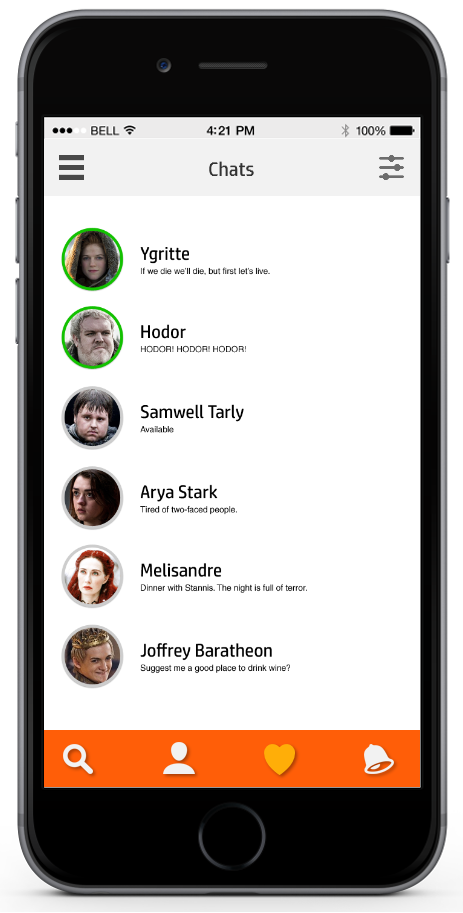 BELL 4:21 PM 100%
Chats
Ygritte
If we die we'll die, but first let's live.
Hodor
HODOR! HODOR! HODOR!
Samwell Tarly
Available
Arya Stark
Tired of two-faced people.
Melisandre
Dinner with Stannis. The night is full of terror.
Joffrey Baratheon
Suggest me a good place to drink wine?